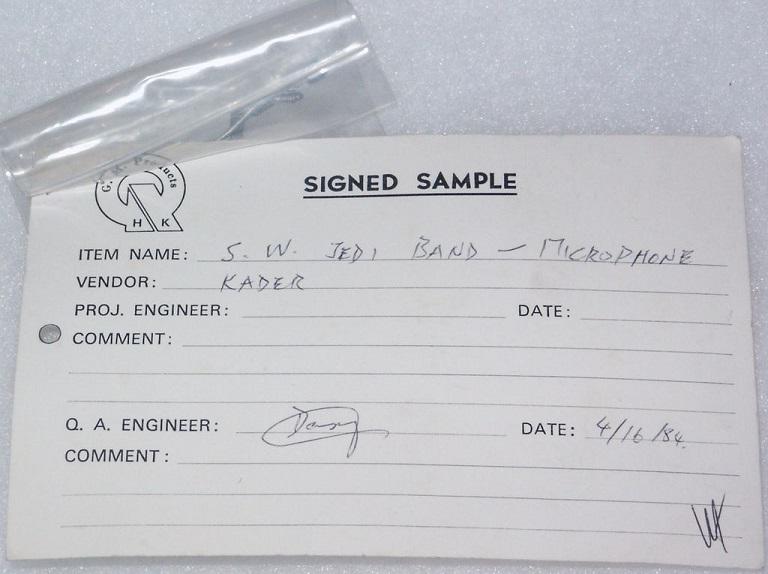 G. M. Products
H K
SIGNED SAMPLE
ITEM NAME: S. W. JEDI BAND – MICROPHONE
VENDOR: KADER
PROJ. ENGINEER: DATE:
COMMENT:
Q. A. ENGINEER: DATE: 4/16/84.
COMMENT: